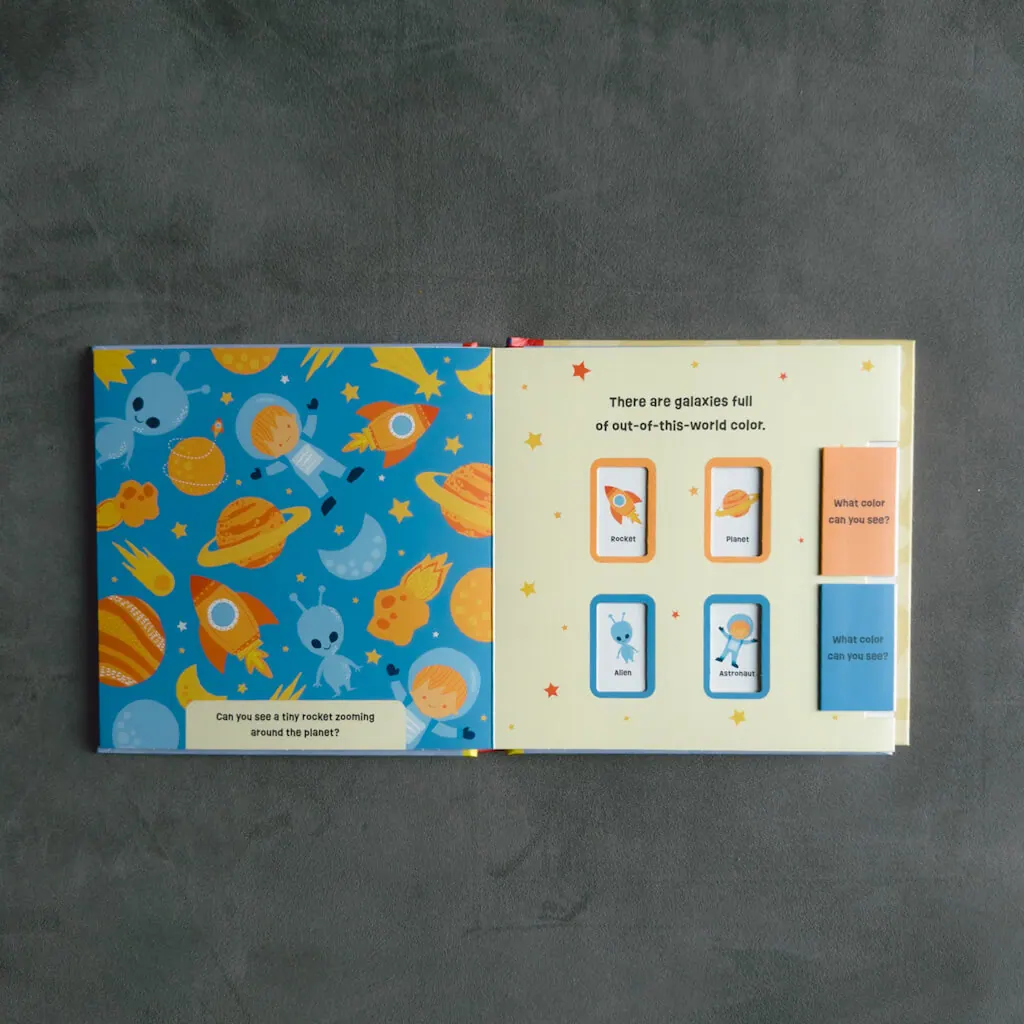 Can you see a tiny rocket zooming
around the planet?
There are galaxies full
of out-of-this-world color.
Rocket
Planet
Alien
Astronaut
What color
can you see?
What color
can you see?